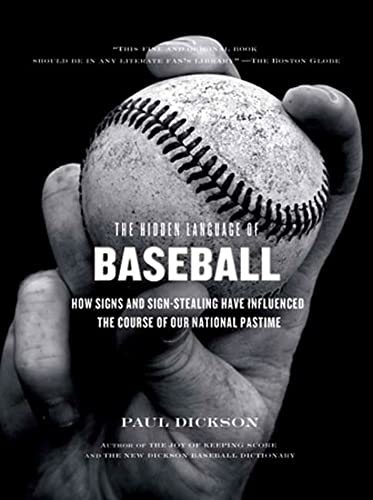 "THIS FINE AND ORIGINAL BOOK
SHOULD BE IN ANY LITERATE FAN'S LIBRARY" —THE BOSTON GLOBE
THE HIDDEN LANGUAGE OF
BASEBALL
HOW SIGNS AND SIGN-STEALING HAVE INFLUENCED
THE COURSE OF OUR NATIONAL PASTIME
PAUL DICKSON
AUTHOR OF THE JOY OF KEEPING SCORE
AND THE NEW DICKSON BASEBALL DICTIONARY